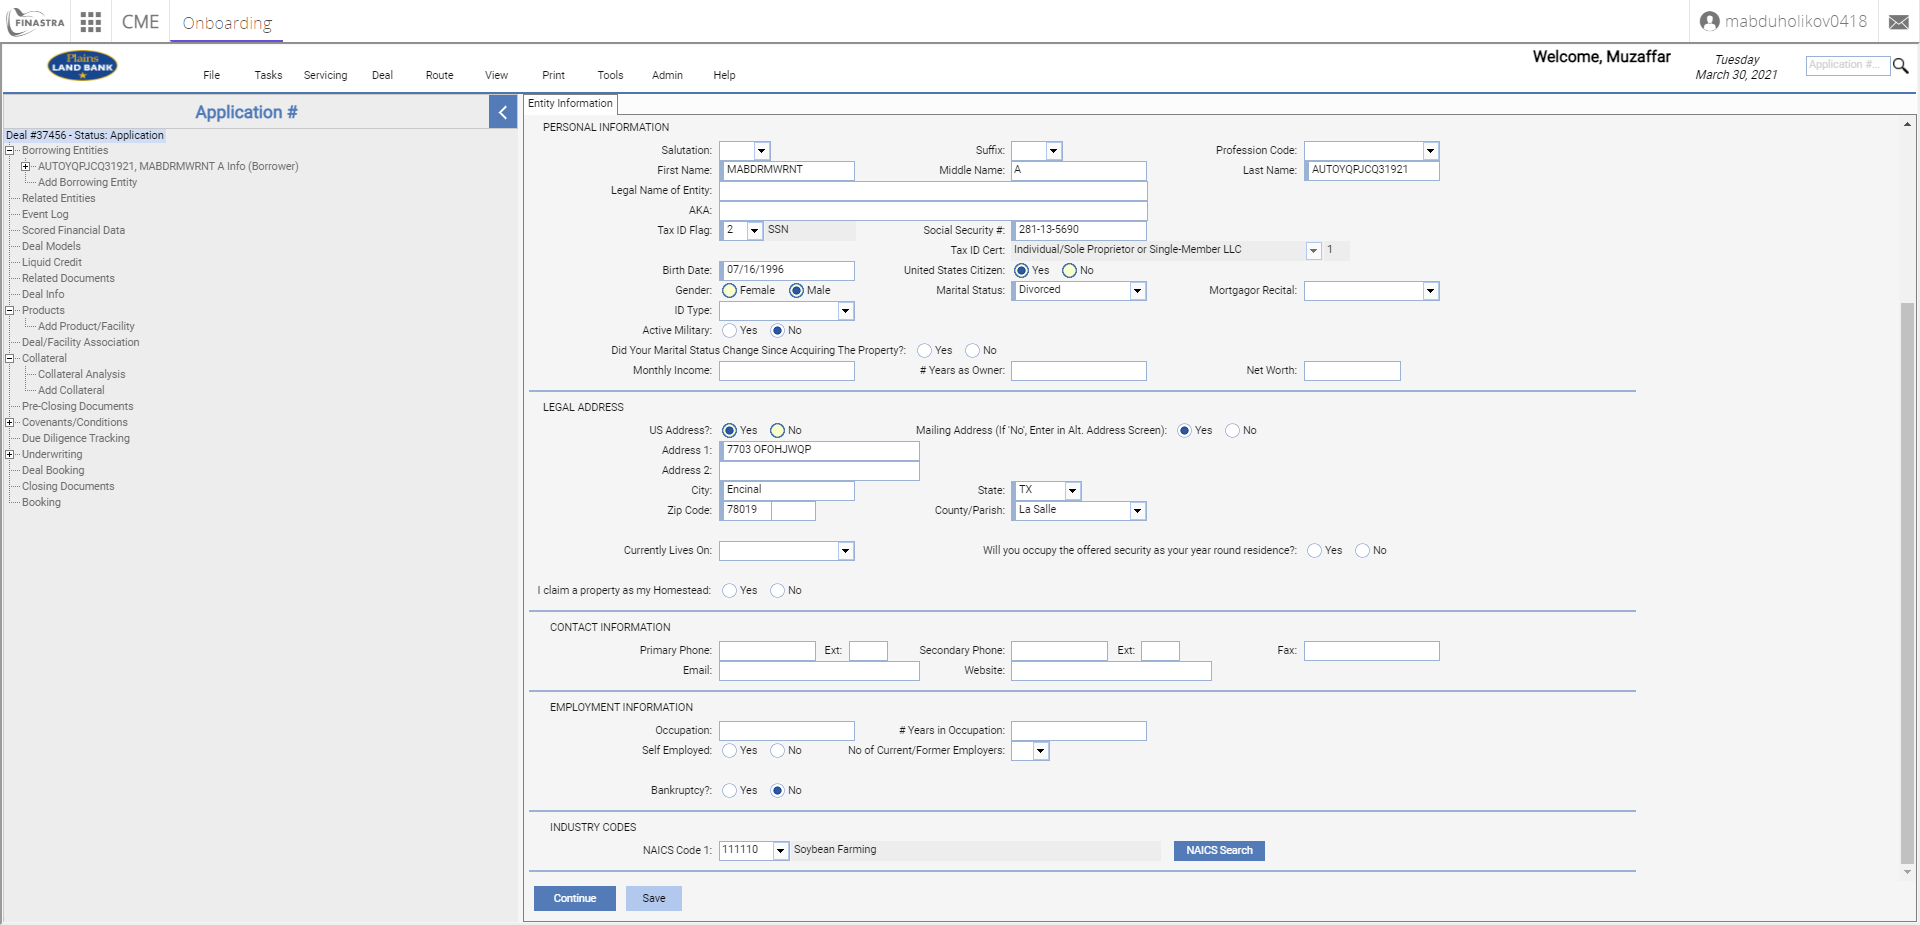 FINASTRA CME Onboarding mabduholikov0418
Plains LAND BANK
File Tasks Servicing Deal Route View Print Tools Admin Help
Welcome, Muzaffar
Tuesday
March 30, 2021
Application #...
Application #
Deal #37456 - Status: Application
Borrowing Entities
AUTOYQPJCQ31921, MABDRMWRNT A Info (Borrower)
Add Borrowing Entity
Related Entities
Event Log
Scored Financial Data
Deal Models
Liquid Credit
Related Documents
Deal Info
Products
Add Product/Facility
Deal/Facility Association
Collateral
Collateral Analysis
Add Collateral
Pre-Closing Documents
Covenants/Conditions
Due Diligence Tracking
Underwriting
Deal Booking
Closing Documents
Booking
Entity Information
PERSONAL INFORMATION
Salutation: Suffix: Profession Code:
First Name: MABDRMWRNT Middle Name: A Last Name: AUTOYQPJCQ31921
Legal Name of Entity:
AKA:
Tax ID Flag: 2 SSN Social Security #: 281-13-5690
Tax ID Cert: Individual/Sole Proprietor or Single-Member LLC 1
Birth Date: 07/16/1996 United States Citizen: Yes No
Gender: Female Male Marital Status: Divorced Mortgagor Recital:
ID Type:
Active Military: Yes No
Did Your Marital Status Change Since Acquiring The Property?: Yes No
Monthly Income: # Years as Owner: Net Worth:
LEGAL ADDRESS
US Address?: Yes No Mailing Address (If 'No', Enter in Alt. Address Screen): Yes No
Address 1: 7703 OFOHJWQP
Address 2:
City: Encinal State: TX
Zip Code: 78019 County/Parish: La Salle
Currently Lives On: Will you occupy the offered security as your year round residence?: Yes No
I claim a property as my Homestead: Yes No
CONTACT INFORMATION
Primary Phone: Ext: Secondary Phone: Ext: Fax:
Email: Website:
EMPLOYMENT INFORMATION
Occupation: # Years in Occupation:
Self Employed: Yes No No of Current/Former Employers:
Bankruptcy?: Yes No
INDUSTRY CODES
NAICS Code 1: 111110 Soybean Farming NAICS Search
Continue Save